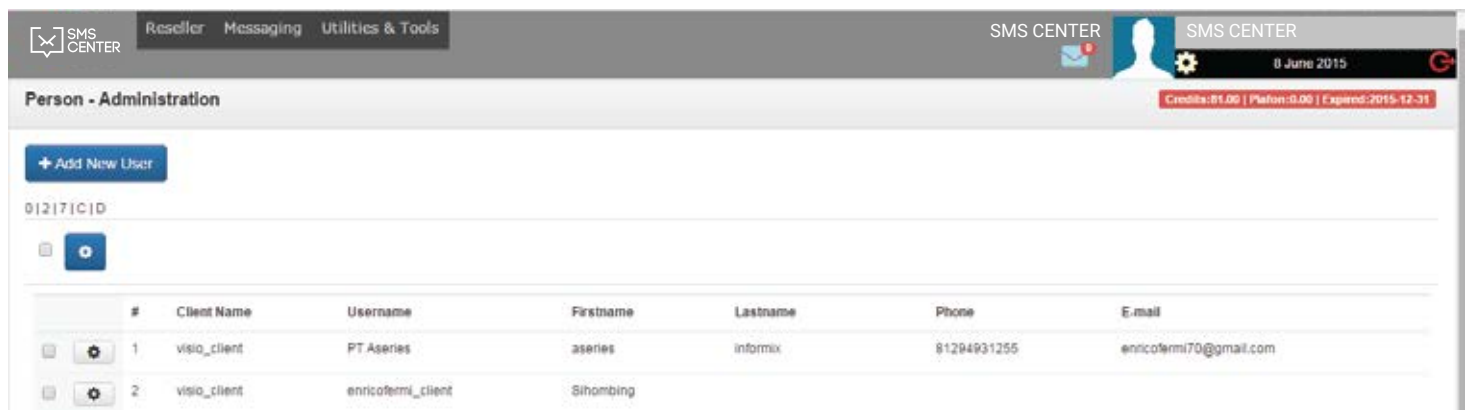 SMS CENTER
Reseller Messaging Utilities & Tools
SMS CENTER
0
SMS CENTER
8 June 2015
Person - Administration
Credits:81.00 | Plafon:0.00 | Expired:2015-12-31
+ Add New User
0|2|7|C|D
# Client Name Username Firstname Lastname Phone E-mail
1 visio_client PT Aseries aseries informix 81294931255 enricofermi70@gmail.com
2 visio_client enricofermi_client Sihombing